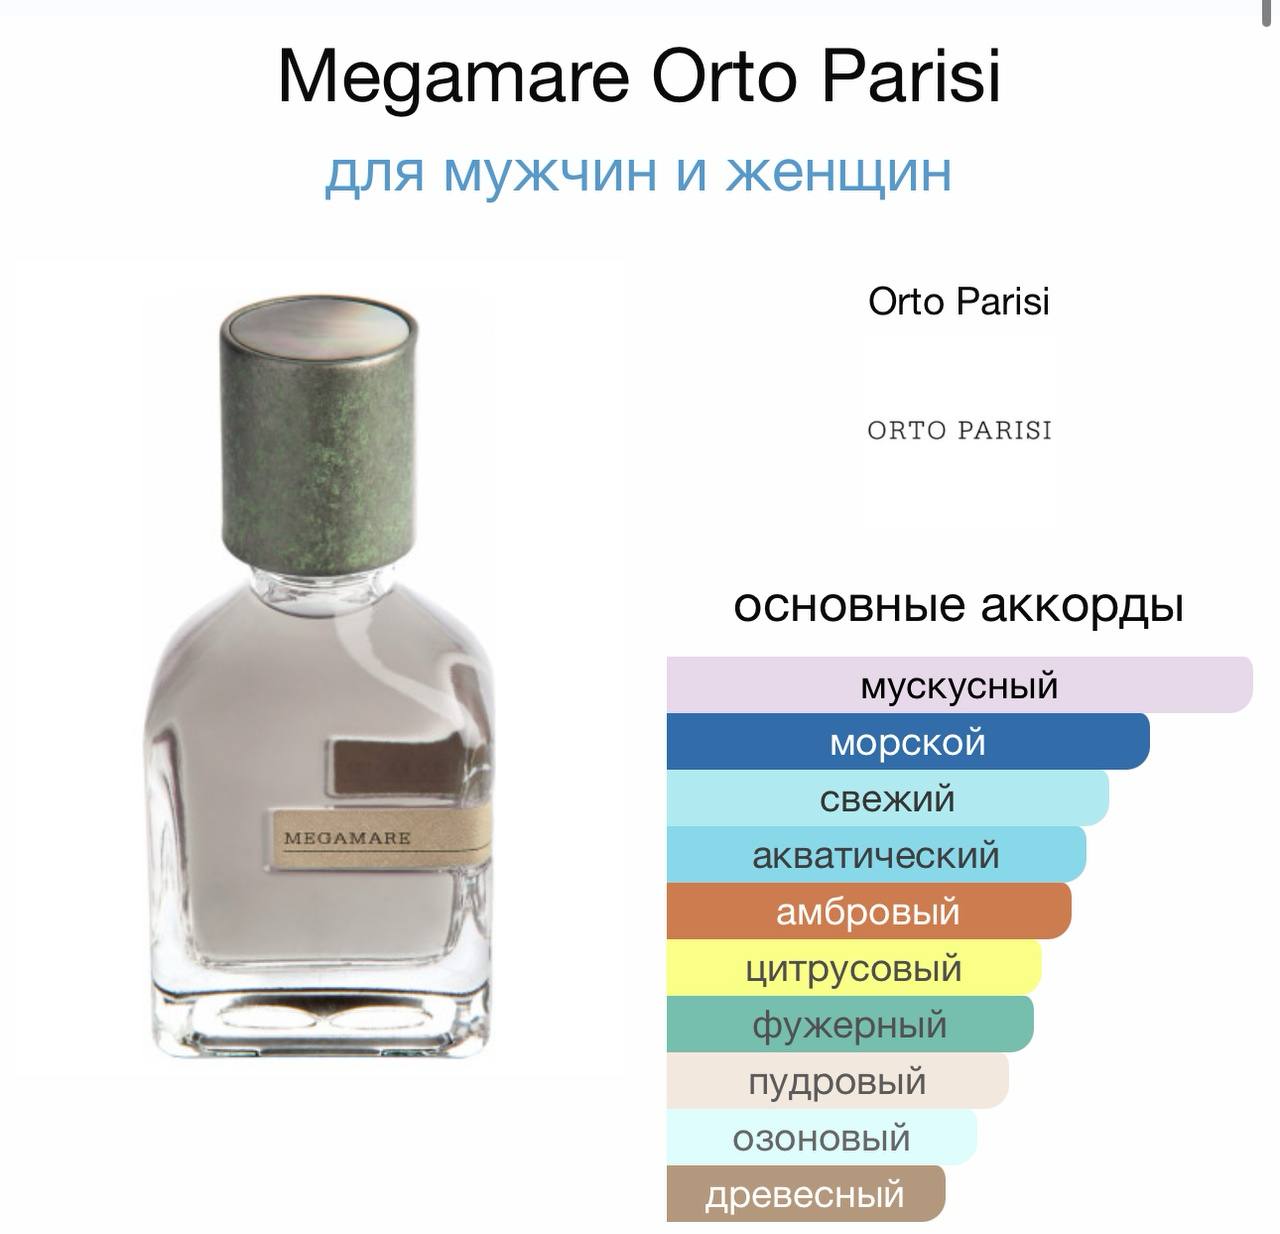 Megamare Orto Parisi
для мужчин и женщин
Orto Parisi
ORTO PARISI
MEGAMARE
основные аккорды
мускусный
морской
свежий
акватический
амбровый
цитрусовый
фужерный
пудровый
озоновый
древесный